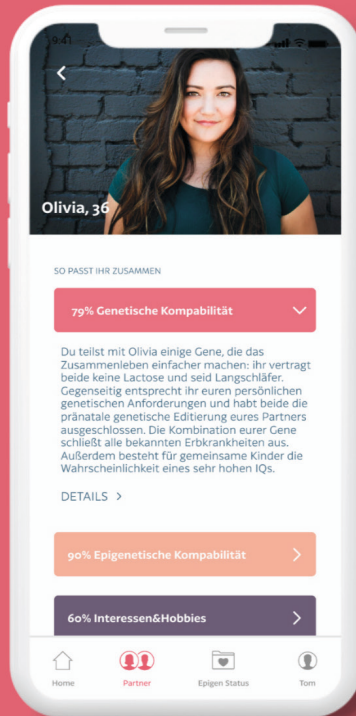 9:41
Olivia, 36
SO PASST IHR ZUSAMMEN
79% Genetische Kompabilität
Du teilst mit Olivia einige Gene, die das
Zusammenleben einfacher machen: ihr vertragt
beide keine Lactose und seid Langschläfer.
Gegenseitig entsprecht ihr euren persönlichen
genetischen Anforderungen und habt beide die
pränatale genetische Editierung eures Partners
ausgeschlossen. Die Kombination eurer Gene
schließt alle bekannten Erbkrankheiten aus.
Außerdem besteht für gemeinsame Kinder die
Wahrscheinlichkeit eines sehr hohen IQs.
DETAILS >
90% Epigenetische Kompabilität
60% Interessen&Hobbies
Home Partner Epigen Status Tom